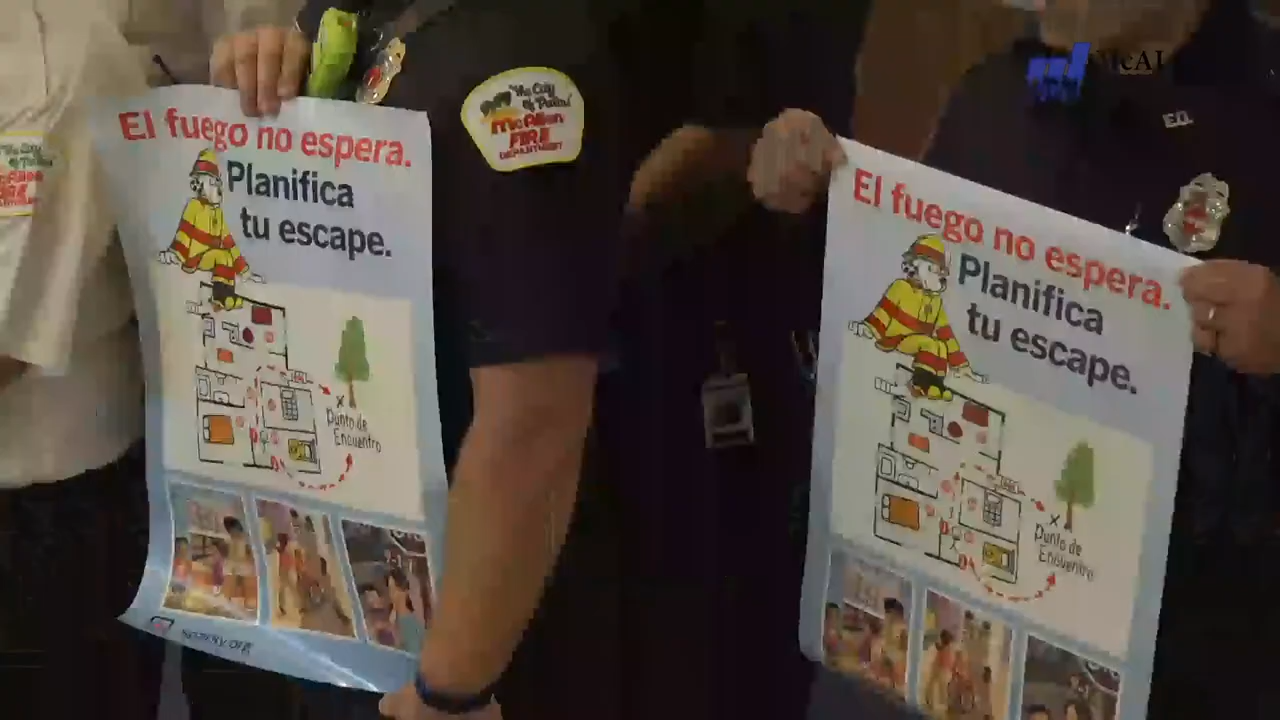 El fuego no espera.
Planifica
tu escape.
Punto de
Encuentro
"The City
of Palms"
McAllen
FIRE
DEPARTMENT
El fuego no espera.
Planifica
tu escape.
Punto de
Encuentro